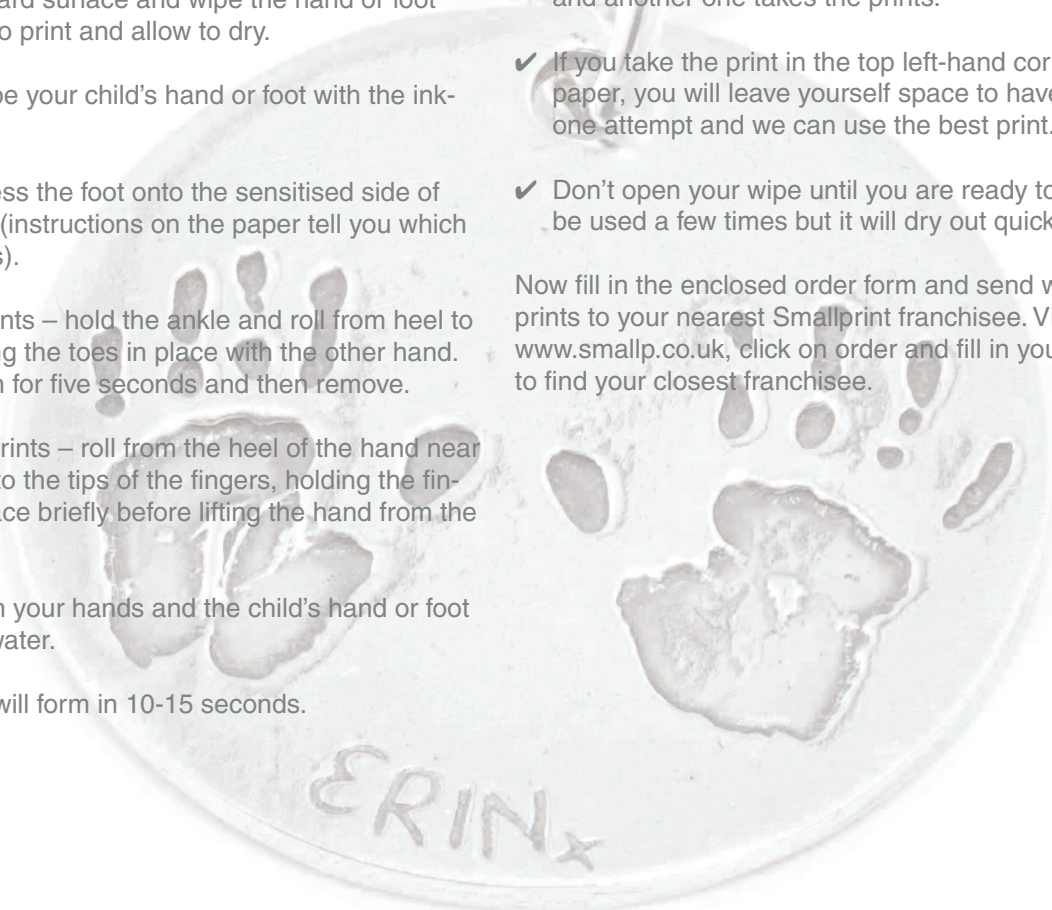 ard surface and wipe the hand or foot
o print and allow to dry.
pe your child's hand or foot with the ink-
ess the foot onto the sensitised side of
(instructions on the paper tell you which
s).
nts – hold the ankle and roll from heel to
ng the toes in place with the other hand.
n for five seconds and then remove.
rints – roll from the heel of the hand near
to the tips of the fingers, holding the fin-
ace briefly before lifting the hand from the
h your hands and the child's hand or foot
water.
will form in 10-15 seconds.
and another one takes the prints.
✔ If you take the print in the top left-hand cor
paper, you will leave yourself space to have
one attempt and we can use the best print.
✔ Don't open your wipe until you are ready to
be used a few times but it will dry out quick
Now fill in the enclosed order form and send w
prints to your nearest Smallprint franchisee. Vi
www.smallp.co.uk, click on order and fill in you
to find your closest franchisee.
ERIN x